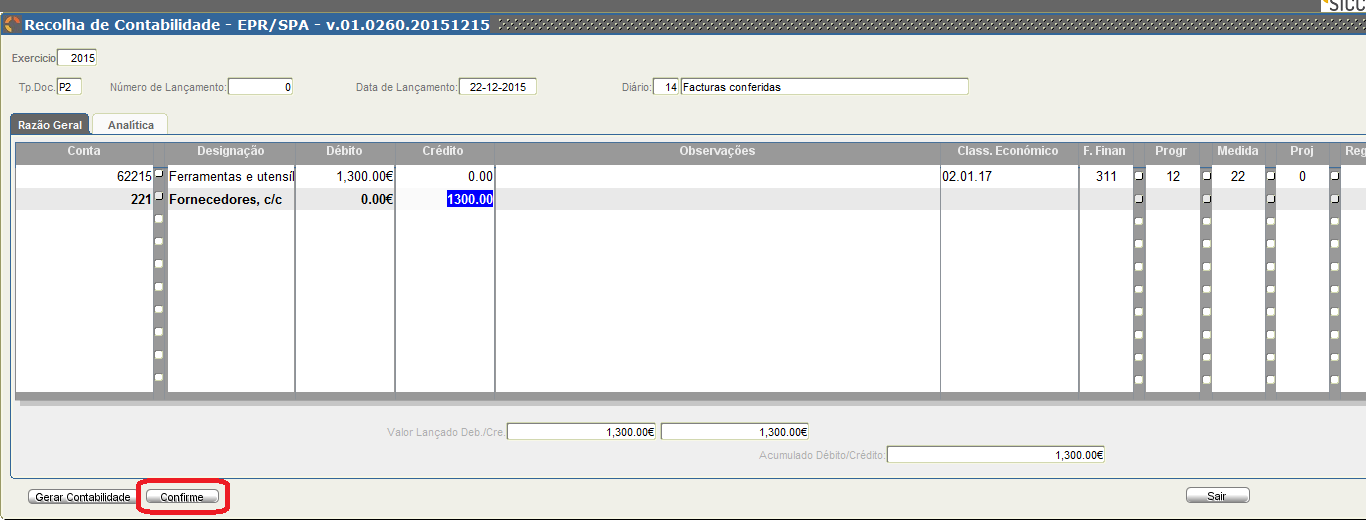 SICC
Recolha de Contabilidade - EPR/SPA - v.01.0260.20151215
Exercicio 2015
Tp.Doc. P2 Número de Lançamento: 0 Data de Lançamento: 22-12-2015 Diário: 14 Facturas conferidas
Razão Geral Analítica
Conta Designação Débito Crédito Observações Class. Económico F. Finan Progr Medida Proj Reg
62215 Ferramentas e utensíl 1,300.00€ 0.00 02.01.17 311 12 22 0
221 Fornecedores, c/c 0.00€ 1300.00
Valor Lançado Deb./Cre. 1,300.00€ 1,300.00€
Acumulado Débito/Crédito: 1,300.00€
Gerar Contabilidade Confirme Sair